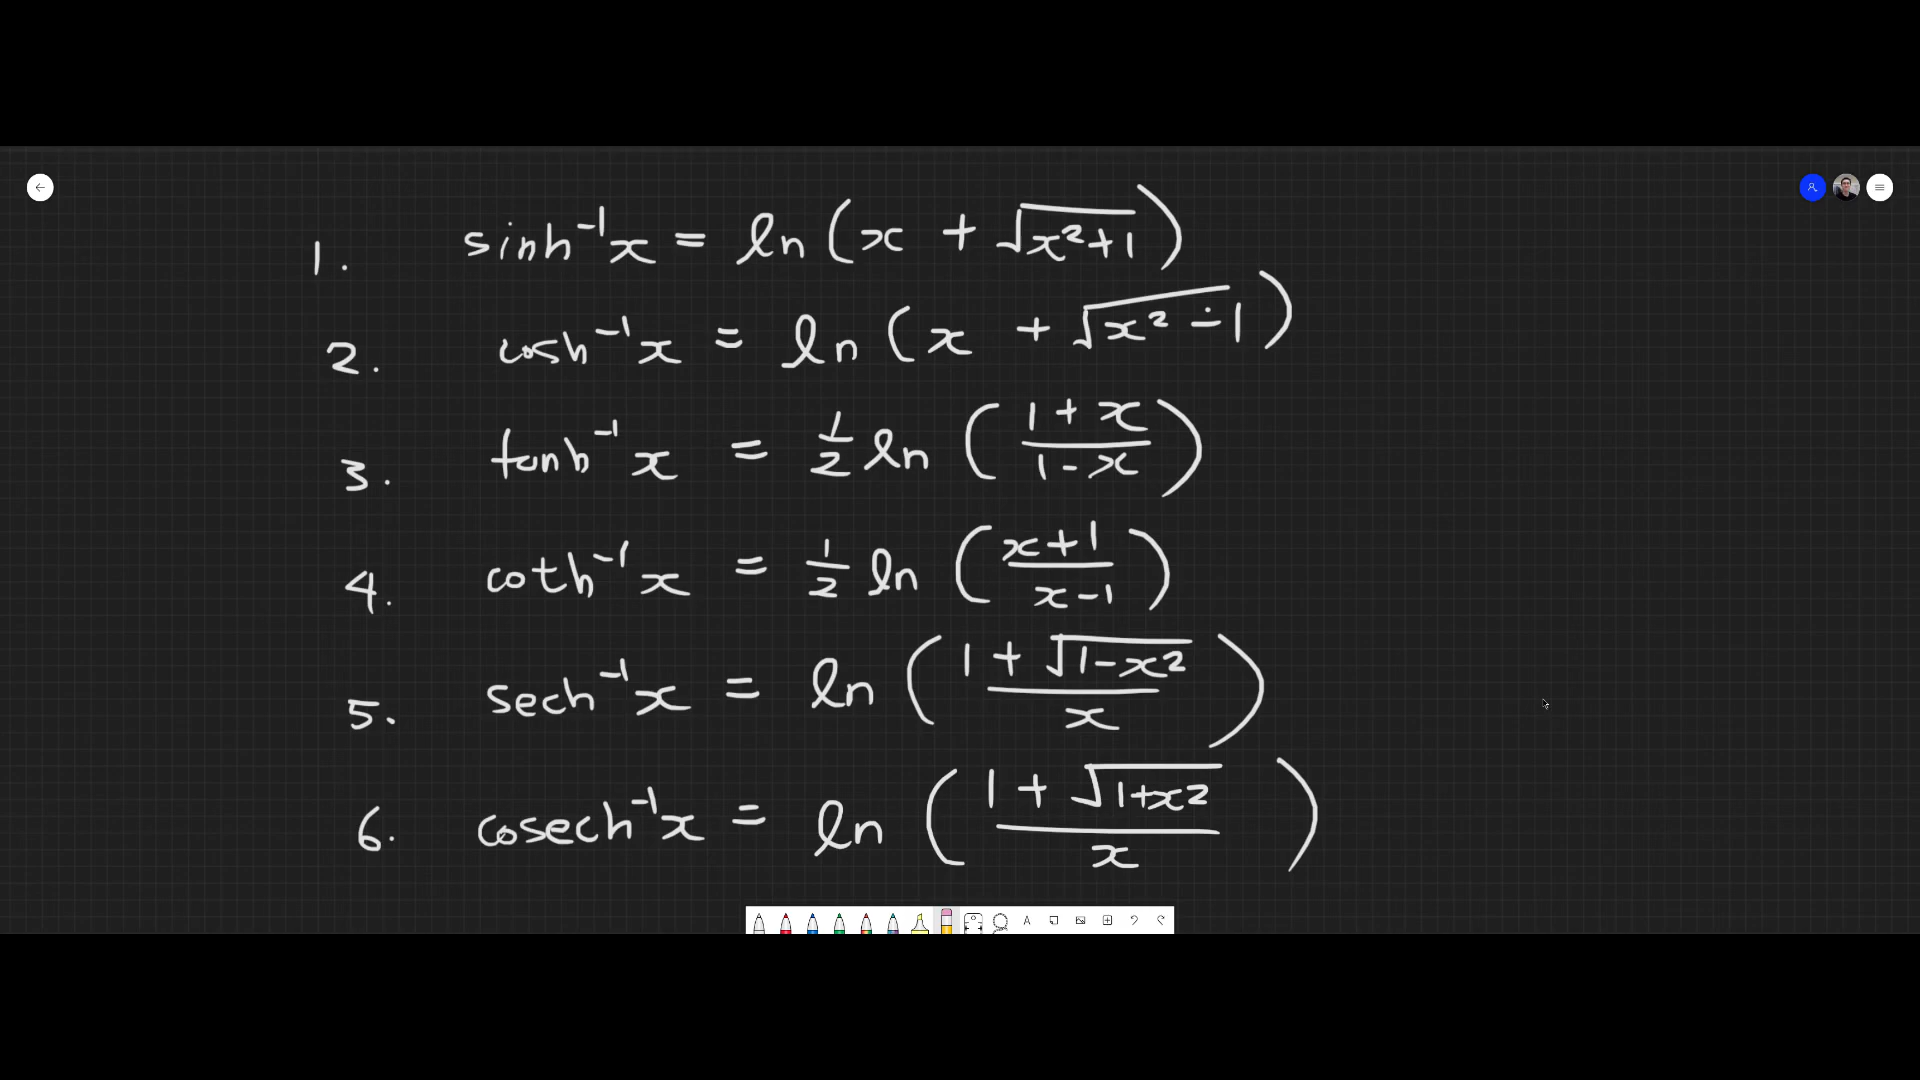 1. sinh⁻¹x = ln(x + √(x²+1))
2. cosh⁻¹x = ln(x + √(x²-1))
3. tanh⁻¹x = 1/2 ln((1+x)/(1-x))
4. coth⁻¹x = 1/2 ln((x+1)/(x-1))
5. sech⁻¹x = ln((1+√(1-x²))/x)
6. cosech⁻¹x = ln((1+√(1+x²))/x)
A